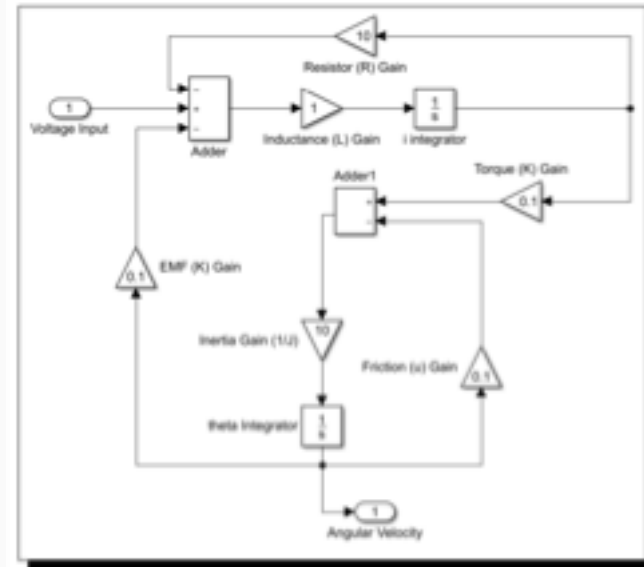 10
Resistor (R) Gain
1
Voltage Input
−
+
−
Adder
1
Inductance (L) Gain
1
s
i integrator
Torque (K) Gain
0.1
Adder1
+
−
0.1
EMF (K) Gain
10
Inertia Gain (1/J)
Friction (u) Gain
0.1
theta Integrator
1
s
1
Angular Velocity